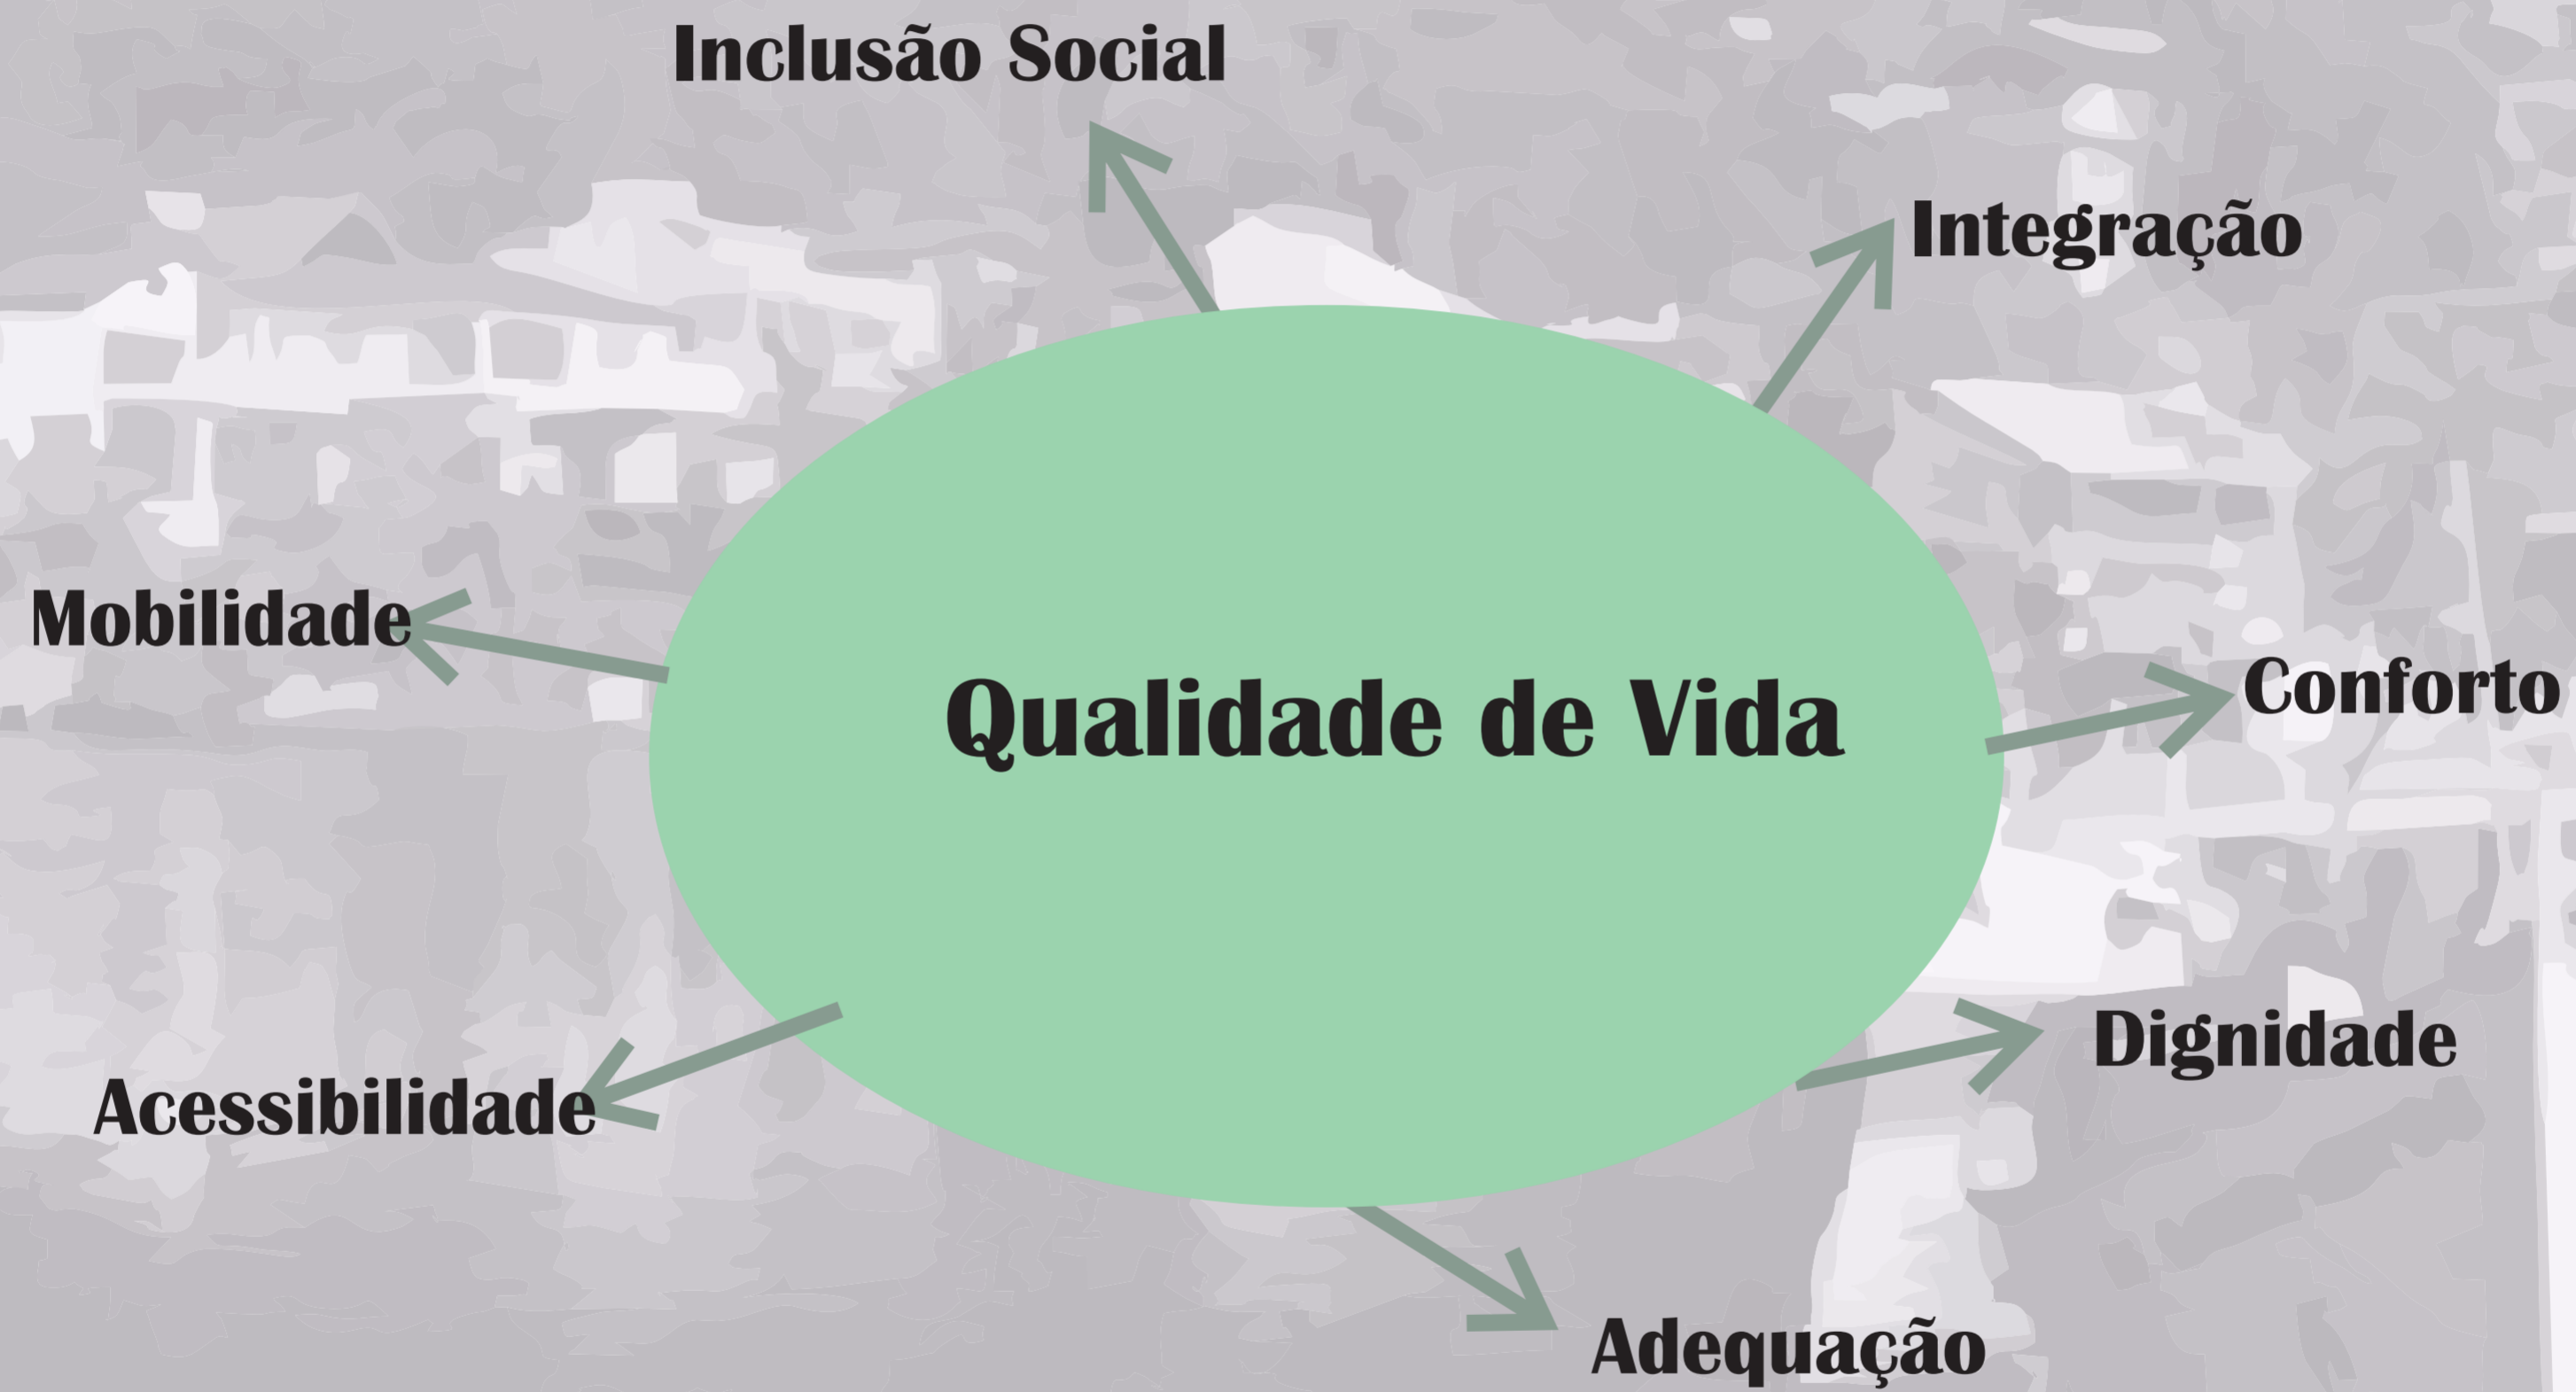 Inclusão Social
Integração
Mobilidade
Conforto
Qualidade de Vida
Dignidade
Acessibilidade
Adequação